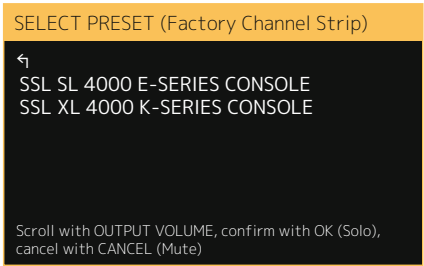 SELECT PRESET (Factory Channel Strip)
SSL SL 4000 E-SERIES CONSOLE
SSL XL 4000 K-SERIES CONSOLE
Scroll with OUTPUT VOLUME, confirm with OK (Solo),
cancel with CANCEL (Mute)